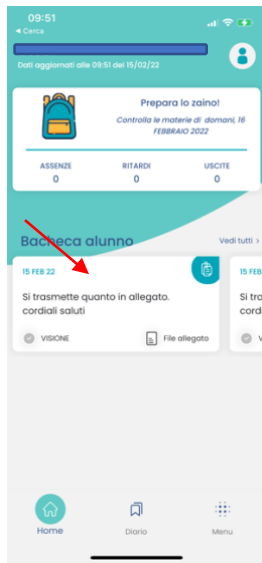 09:51
◄ Cerca
Dati aggiornati alle 09:51 del 15/02/22
Prepara lo zaino!
Controlla le materie di domani, 16
FEBBRAIO 2022
ASSENZE RITARDI USCITE
0 0 0
Bacheca alunno Vedi tutti >
15 FEB 22 15 FEB
Si trasmette quanto in allegato. Si tra
cordiali saluti cord
VISIONE File allegato V
Home Diario Menu